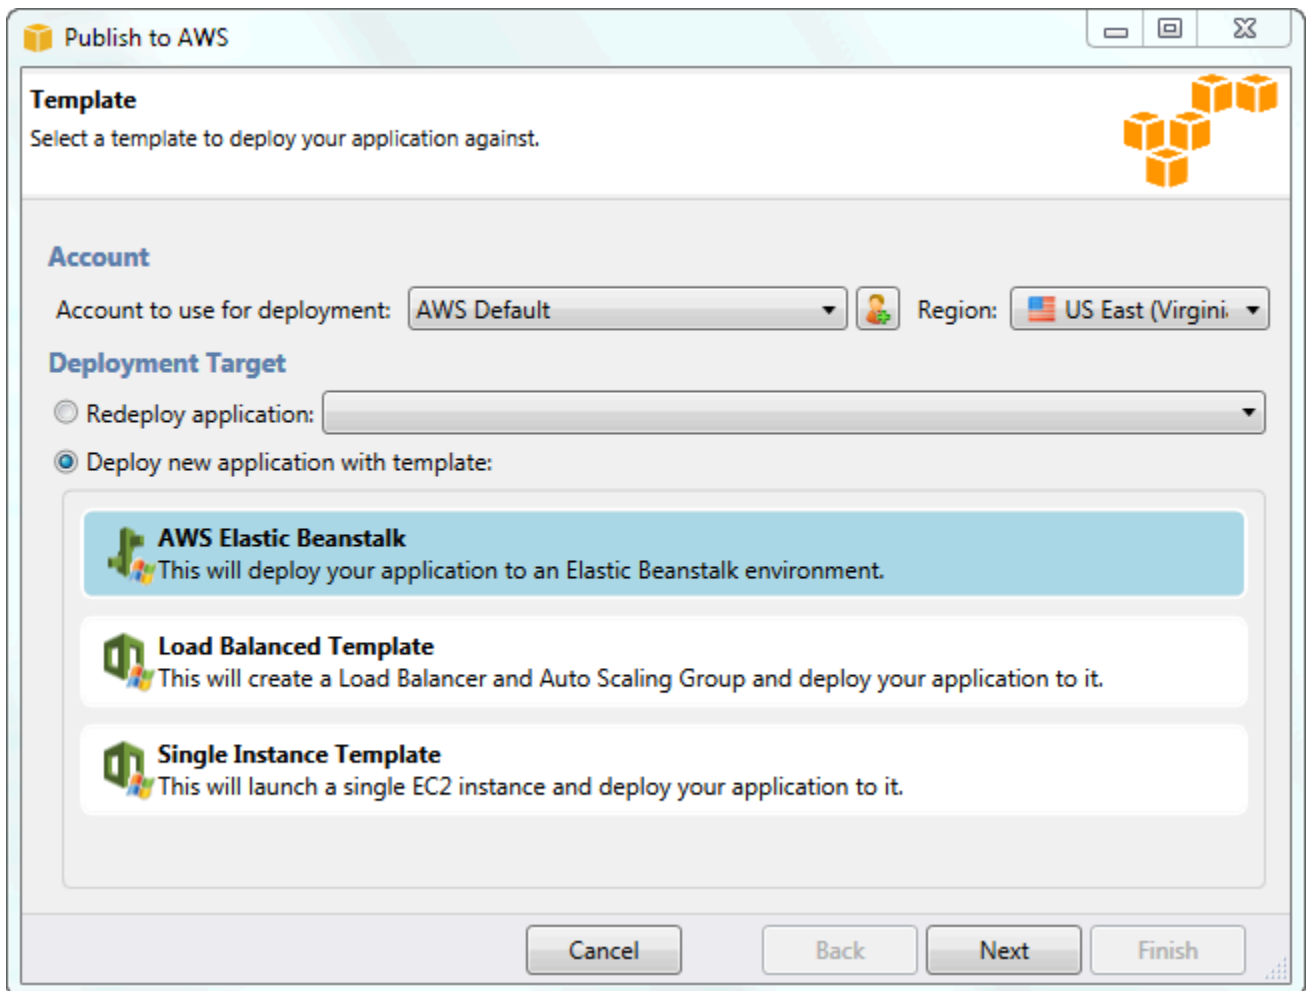 Publish to AWS
Template
Select a template to deploy your application against.
Account
Account to use for deployment: AWS Default Region: US East (Virgini
Deployment Target
Redeploy application:
Deploy new application with template:
AWS Elastic Beanstalk
This will deploy your application to an Elastic Beanstalk environment.
Load Balanced Template
This will create a Load Balancer and Auto Scaling Group and deploy your application to it.
Single Instance Template
This will launch a single EC2 instance and deploy your application to it.
Cancel Back Next Finish